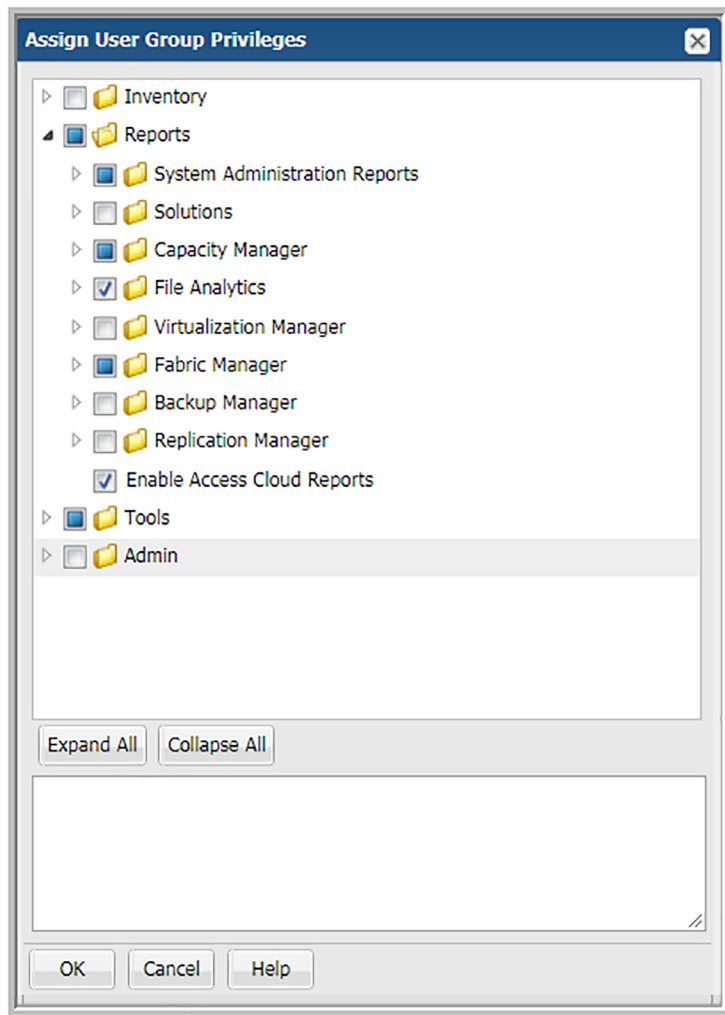 Assign User Group Privileges
Inventory
Reports
System Administration Reports
Solutions
Capacity Manager
File Analytics
Virtualization Manager
Fabric Manager
Backup Manager
Replication Manager
Enable Access Cloud Reports
Tools
Admin
Expand All Collapse All
OK Cancel Help